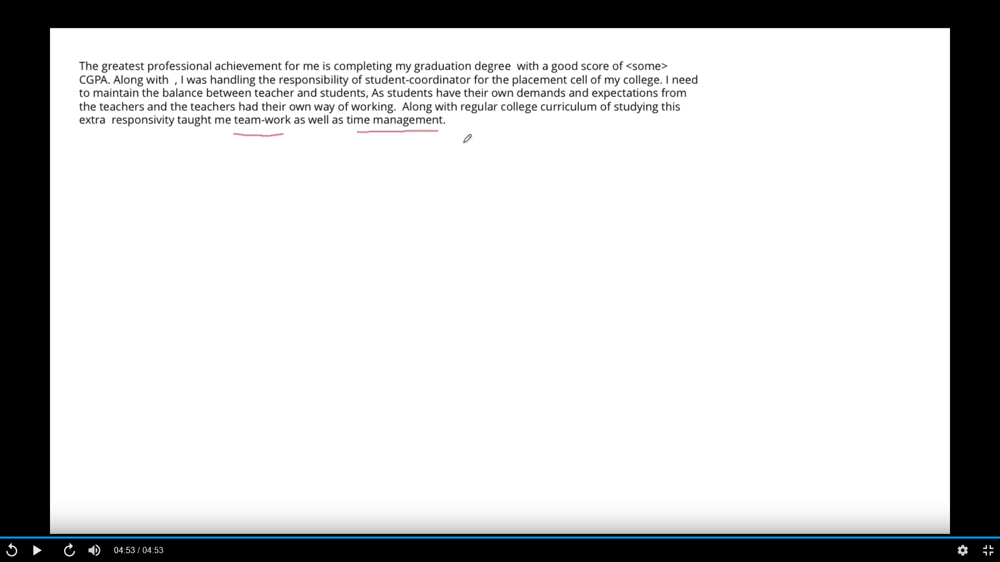 The greatest professional achievement for me is completing my graduation degree  with a good score of <some>
CGPA. Along with  , I was handling the responsibility of student-coordinator for the placement cell of my college. I need
to maintain the balance between teacher and students, As students have their own demands and expectations from
the teachers and the teachers had their own way of working.  Along with regular college curriculum of studying this
extra  responsivity taught me team-work as well as time management.
04:53 / 04:53